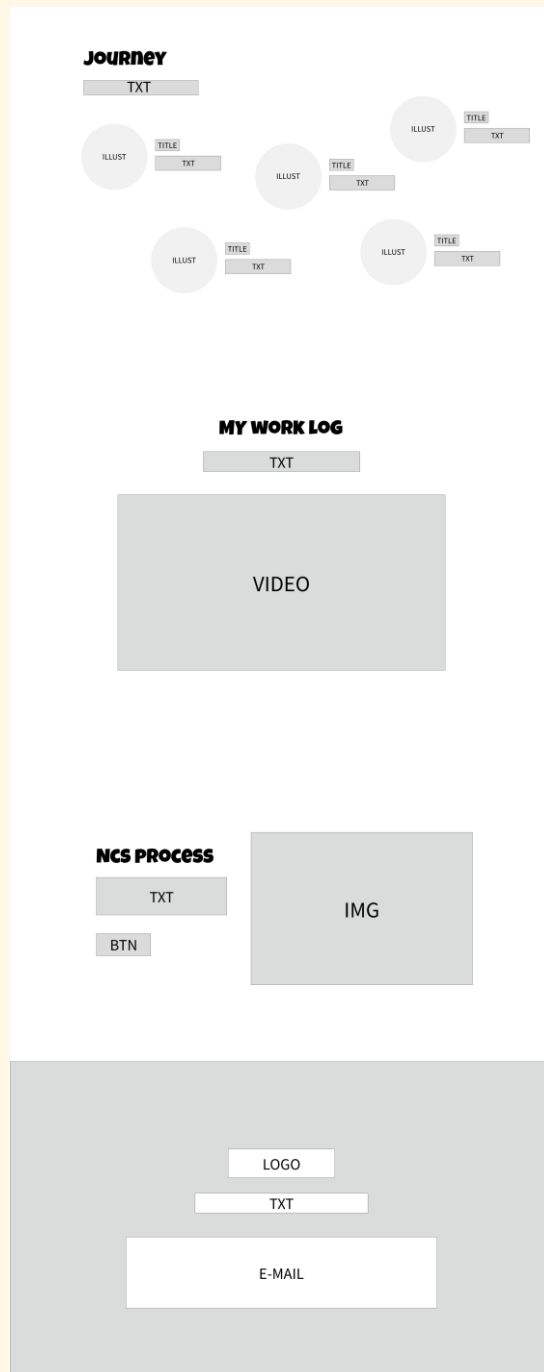 Journey
TXT
ILLUST
TITLE
TXT
ILLUST
TITLE
TXT
ILLUST
TITLE
TXT
ILLUST
TITLE
TXT
ILLUST
TITLE
TXT
My Work Log
TXT
VIDEO
NCS Process
TXT
BTN
IMG
LOGO
TXT
E-MAIL